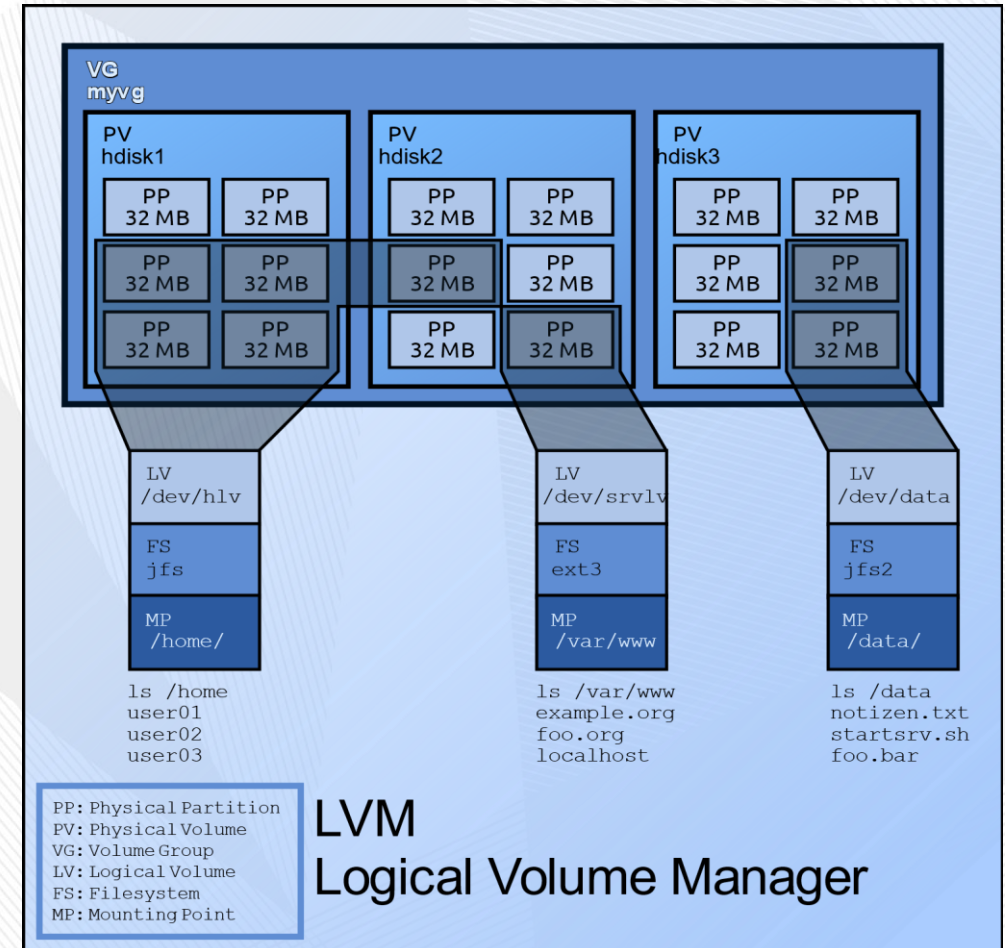 VG
myvg
PV
hdisk1
PP
32 MB
PP
32 MB
PP
32 MB
PP
32 MB
PP
32 MB
PP
32 MB
PV
hdisk2
PP
32 MB
PP
32 MB
PP
32 MB
PP
32 MB
PP
32 MB
PP
32 MB
PV
hdisk3
PP
32 MB
PP
32 MB
PP
32 MB
PP
32 MB
PP
32 MB
PP
32 MB
LV
/dev/hlv
FS
jfs
MP
/home/
ls /home
user01
user02
user03
LV
/dev/srvlv
FS
ext3
MP
/var/www
ls /var/www
example.org
foo.org
localhost
LV
/dev/data
FS
jfs2
MP
/data/
ls /data
notizen.txt
startsrv.sh
foo.bar
PP: Physical Partition
PV: Physical Volume
VG: Volume Group
LV: Logical Volume
FS: Filesystem
MP: Mounting Point
LVM
Logical Volume Manager